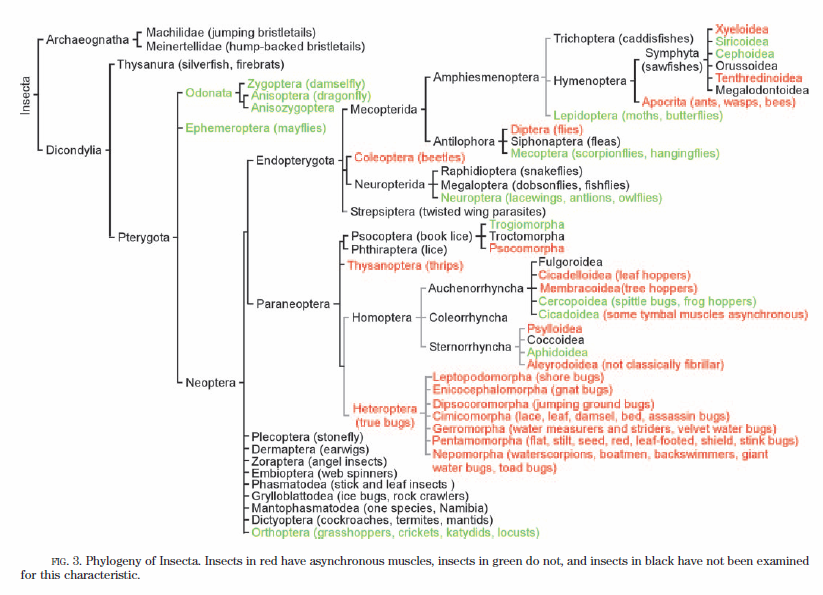 Insecta
Archaeognatha
Machilidae (jumping bristletails)
Meinertellidae (hump-backed bristletails)
Dicondylia
Thysanura (silverfish, firebrats)
Pterygota
Odonata
Zygoptera (damselfly)
Anisoptera (dragonfly)
Anisozygoptera
Ephemeroptera (mayflies)
Neoptera
Endopterygota
Mecopterida
Amphiesmenoptera
Trichoptera (caddisfishes)
Hymenoptera
Symphyta
(sawfishes)
Xyeloidea
Siricoidea
Cephoidea
Orussoidea
Tenthredinoidea
Megalodontoidea
Apocrita (ants, wasps, bees)
Lepidoptera (moths, butterflies)
Antilophora
Diptera (flies)
Siphonaptera (fleas)
Mecoptera (scorpionflies, hangingflies)
Coleoptera (beetles)
Neuropterida
Raphidioptera (snakeflies)
Megaloptera (dobsonflies, fishflies)
Neuroptera (lacewings, antlions, owlflies)
Strepsiptera (twisted wing parasites)
Paraneoptera
Psocoptera (book lice)
Trogiomorpha
Troctomorpha
Psocomorpha
Phthiraptera (lice)
Thysanoptera (thrips)
Homoptera
Auchenorrhyncha
Fulgoroidea
Cicadelloidea (leaf hoppers)
Membracoidea(tree hoppers)
Cercopoidea (spittle bugs, frog hoppers)
Cicadoidea (some tymbal muscles asynchronous)
Coleorrhyncha
Sternorrhyncha
Psylloidea
Coccoidea
Aphidoidea
Aleyrodoidea (not classically fibrillar)
Heteroptera
(true bugs)
Leptopodomorpha (shore bugs)
Enicocephalomorpha (gnat bugs)
Dipsocoromorpha (jumping ground bugs)
Cimicomorpha (lace, leaf, damsel, bed, assassin bugs)
Gerromorpha (water measurers and striders, velvet water bugs)
Pentamomorpha (flat, stilt, seed, red, leaf-footed, shield, stink bugs)
Nepomorpha (waterscorpions, boatmen, backswimmers, giant
water bugs, toad bugs)
Plecoptera (stonefly)
Dermaptera (earwigs)
Zoraptera (angel insects)
Embioptera (web spinners)
Phasmatodea (stick and leaf insects )
Grylloblattodea (ice bugs, rock crawlers)
Mantophasmatodea (one species, Namibia)
Dictyoptera (cockroaches, termites, mantids)
Orthoptera (grasshoppers, crickets, katydids, locusts)
FIG. 3. Phylogeny of Insecta. Insects in red have asynchronous muscles, insects in green do not, and insects in black have not been examined
for this characteristic.